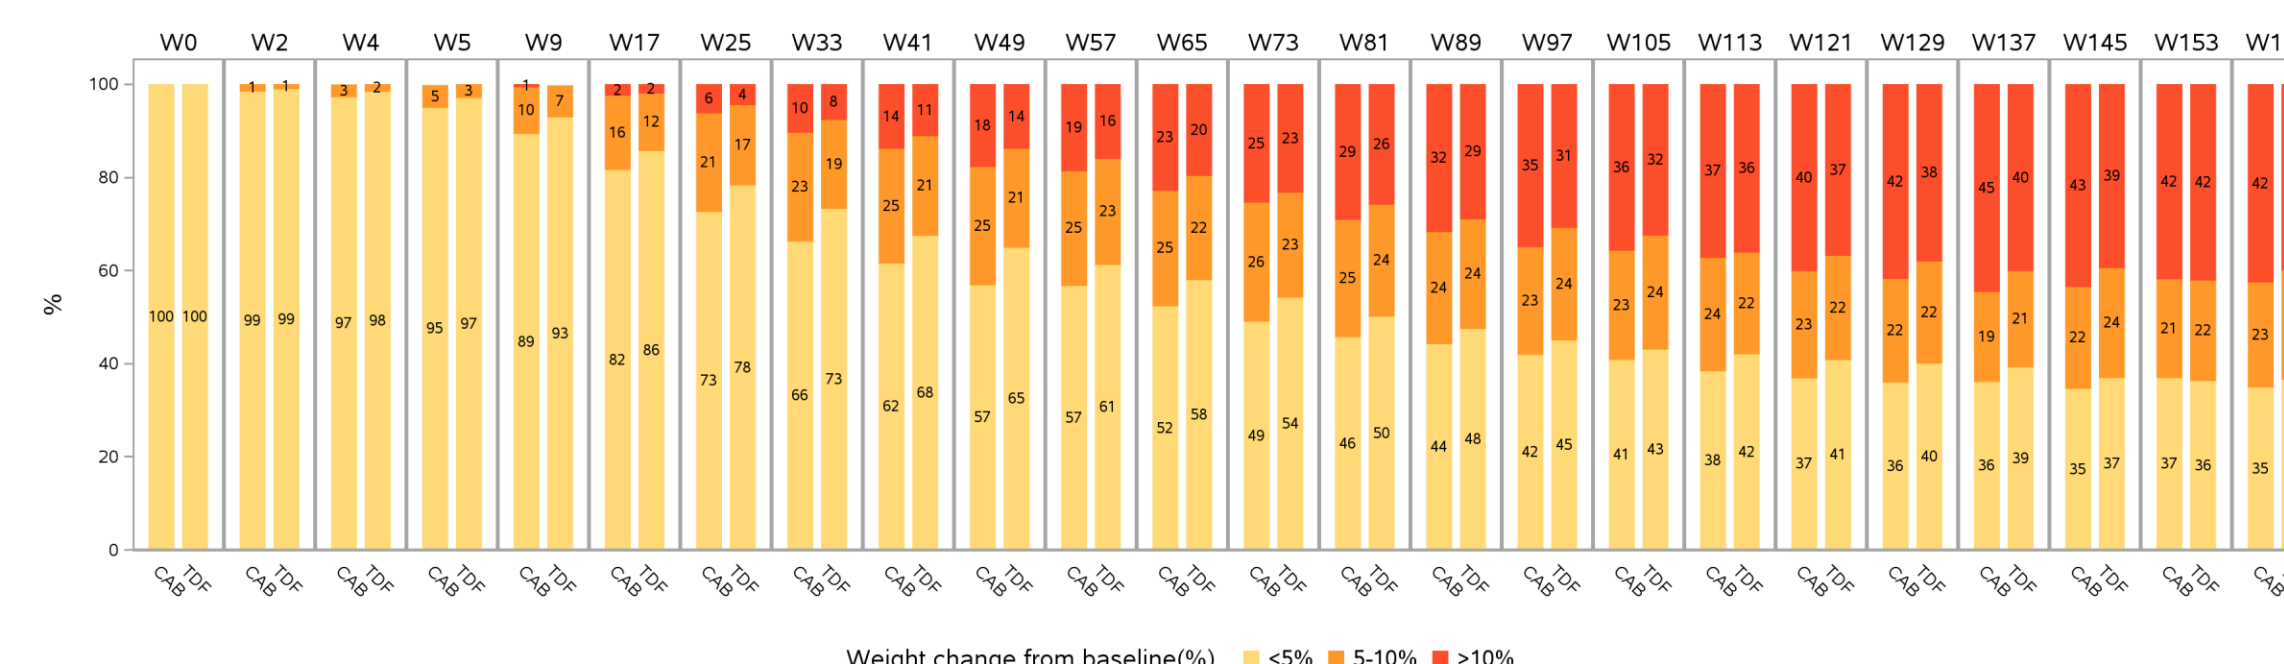 W0 W2 W4 W5 W9 W17 W25 W33 W41 W49 W57 W65 W73 W81 W89 W97 W105 W113 W121 W129 W137 W145 W153 W1
100
80
60
40
20
0
%
1 2 2 6 4 10 8 14 11 18 14 19 16 23 20 25 23 29 26 32 29 35 31 36 32 37 36 40 37 42 38 45 40 43 39 42 42 42
1 1 3 2 5 3 10 7 16 12 21 17 23 19 25 21 25 21 25 23 25 22 26 23 25 24 24 24 23 24 23 24 24 22 23 22 22 22 19 21 22 24 21 22 23
100 100 99 99 97 98 95 97 89 93 82 86 73 78 66 73 62 68 57 65 57 61 52 58 49 54 46 50 44 48 42 45 41 43 38 42 37 41 36 40 36 39 35 37 37 36 35
CAB TDF CAB TDF CAB TDF CAB TDF CAB TDF CAB TDF CAB TDF CAB TDF CAB TDF CAB TDF CAB TDF CAB TDF CAB TDF CAB TDF CAB TDF CAB TDF CAB TDF CAB TDF CAB TDF CAB TDF CAB TDF CAB TDF CAB TDF CAB
Weight change from baseline(%) <5% 5-10% >10%